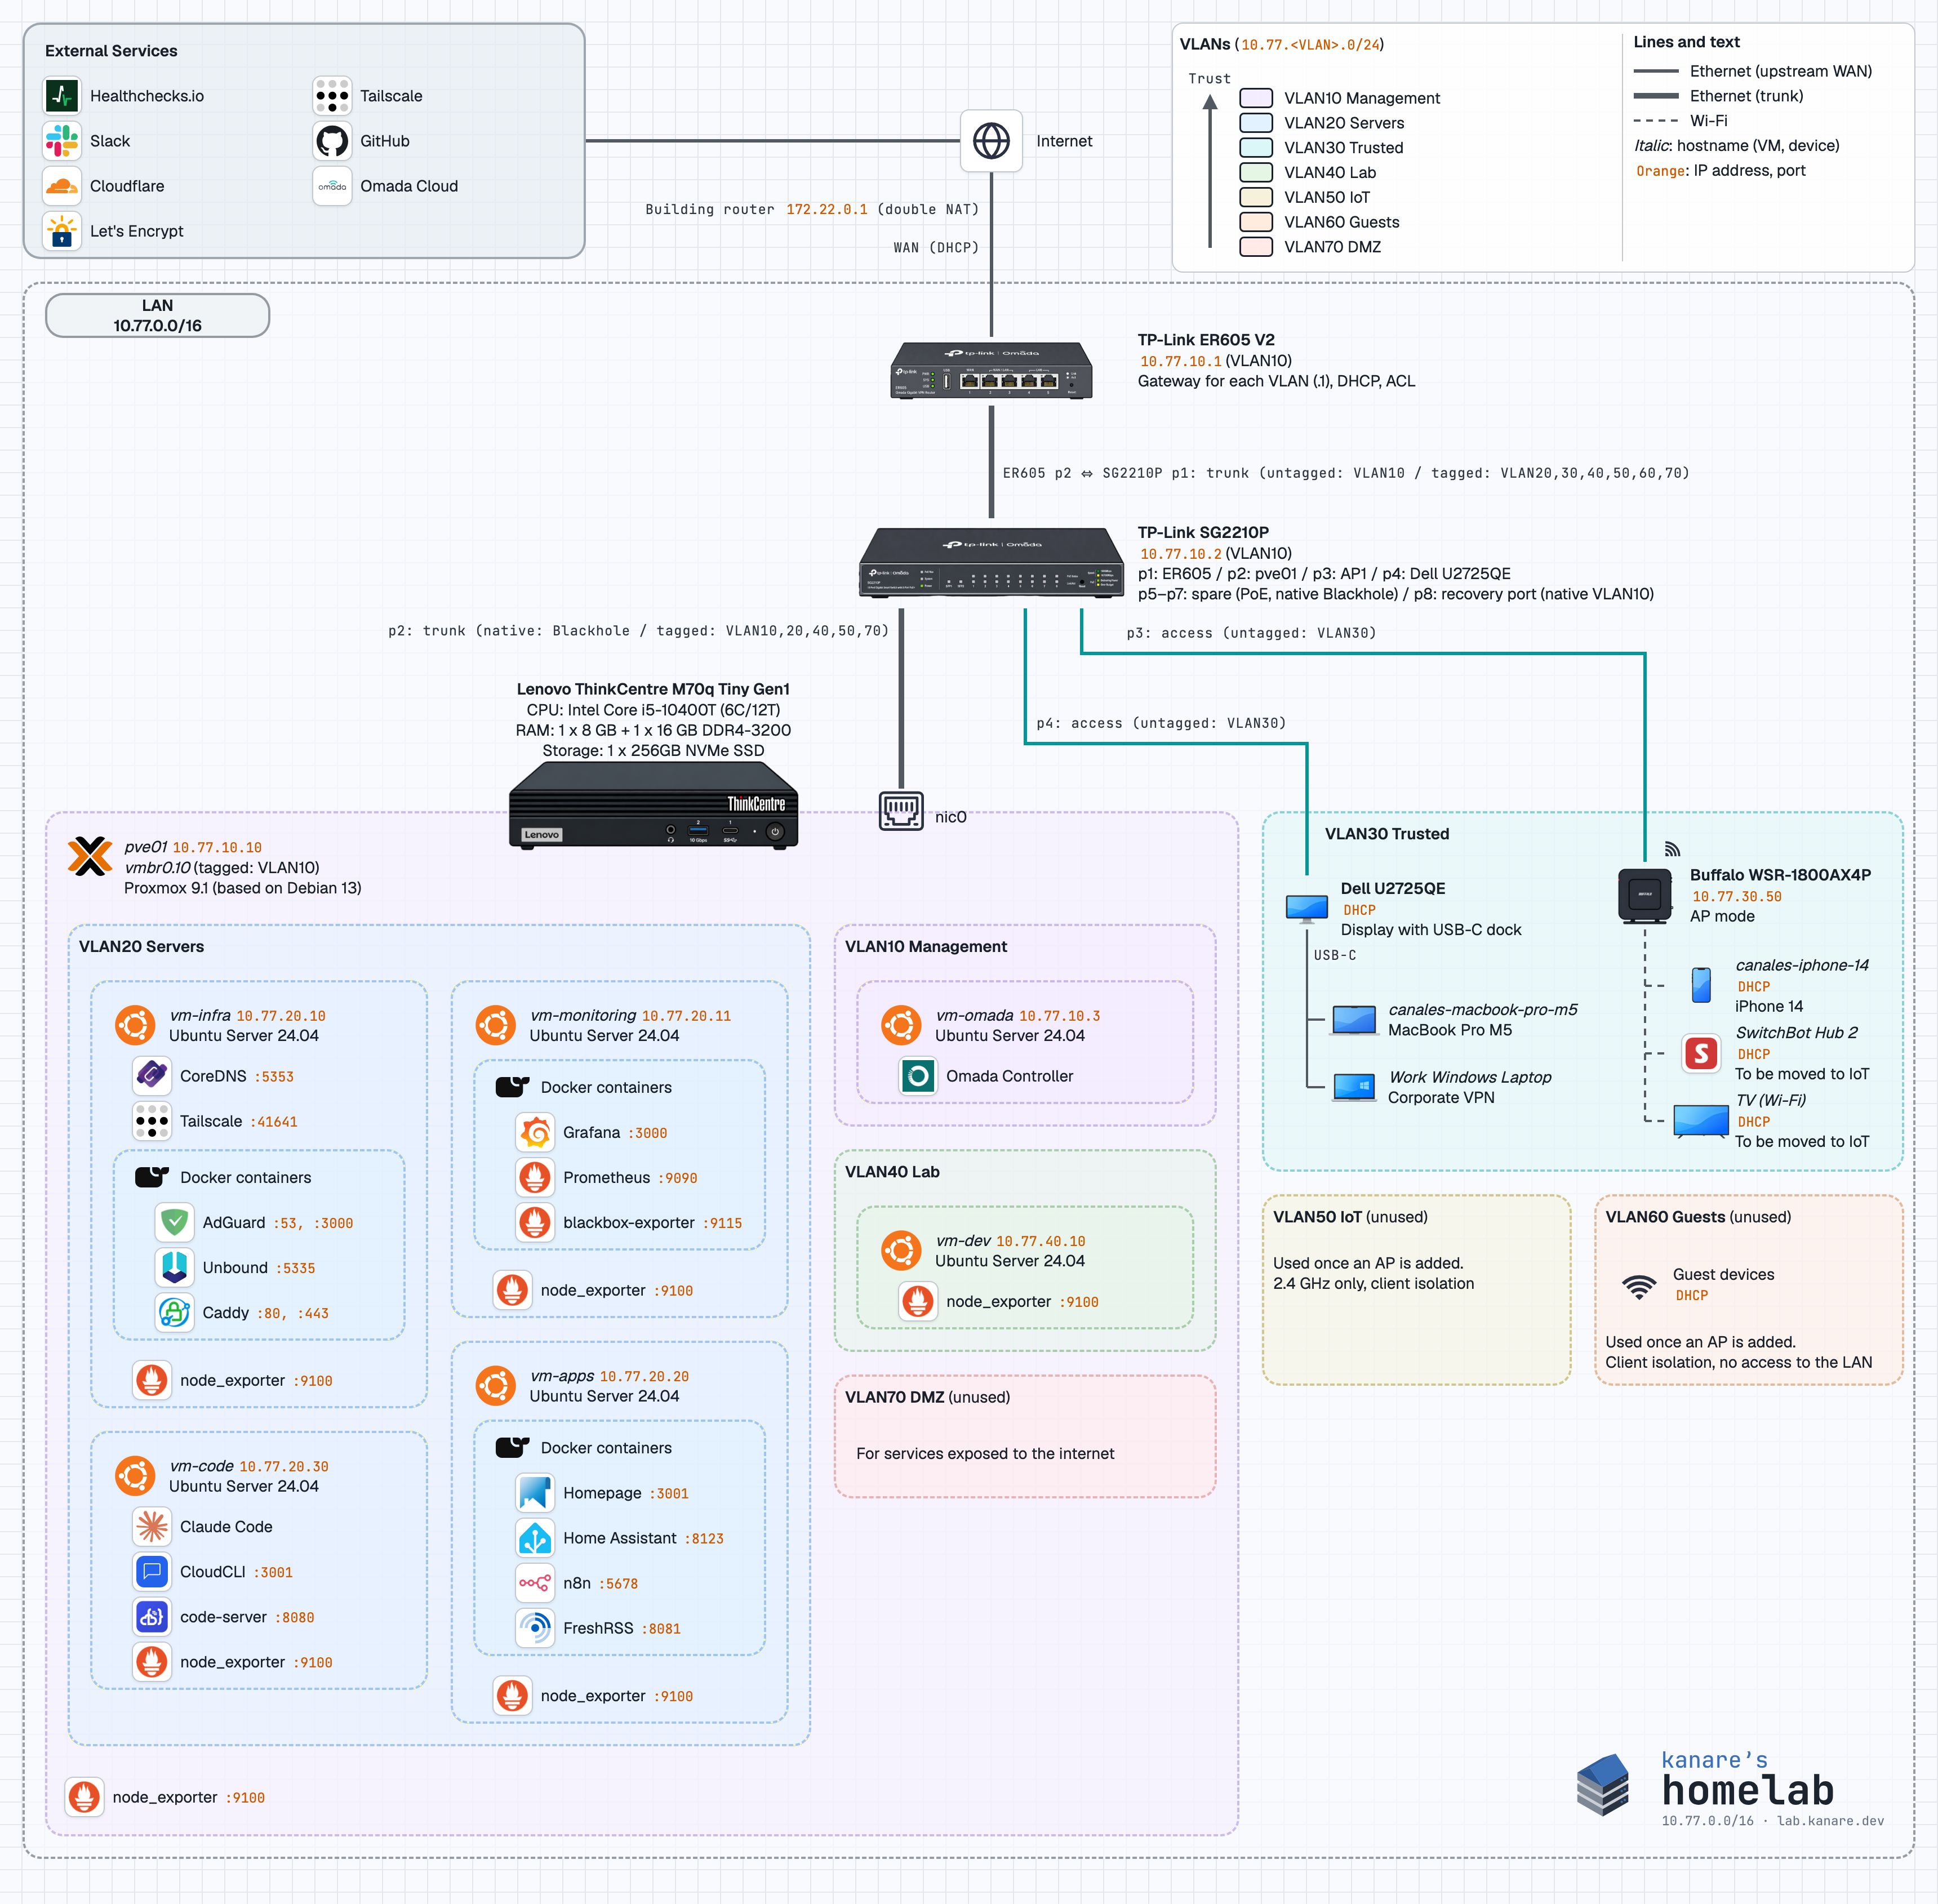 External Services
Healthchecks.io
Slack
Cloudflare
Let's Encrypt
Tailscale
GitHub
omada
Omada Cloud
Internet
Building router 172.22.0.1 (double NAT)
WAN (DHCP)
VLANs (10.77.<VLAN>.0/24)
Trust
VLAN10 Management
VLAN20 Servers
VLAN30 Trusted
VLAN40 Lab
VLAN50 IoT
VLAN60 Guests
VLAN70 DMZ
Lines and text
Ethernet (upstream WAN)
Ethernet (trunk)
Wi-Fi
Italic: hostname (VM, device)
Orange: IP address, port
LAN
10.77.0.0/16
tp-link | Omada
TP-Link ER605 V2
10.77.10.1 (VLAN10)
Gateway for each VLAN (.1), DHCP, ACL
ER605 p2 ⇔ SG2210P p1: trunk (untagged: VLAN10 / tagged: VLAN20,30,40,50,60,70)
tp-link | Omada
TP-Link SG2210P
10.77.10.2 (VLAN10)
p1: ER605 / p2: pve01 / p3: AP1 / p4: Dell U2725QE
p5–p7: spare (PoE, native Blackhole) / p8: recovery port (native VLAN10)
p2: trunk (native: Blackhole / tagged: VLAN10,20,40,50,70)
p3: access (untagged: VLAN30)
p4: access (untagged: VLAN30)
Lenovo ThinkCentre M70q Tiny Gen1
CPU: Intel Core i5-10400T (6C/12T)
RAM: 1 x 8 GB + 1 x 16 GB DDR4-3200
Storage: 1 x 256GB NVMe SSD
ThinkCentre
Lenovo
nic0
pve01 10.77.10.10
vmbr0.10 (tagged: VLAN10)
Proxmox 9.1 (based on Debian 13)
VLAN20 Servers
vm-infra 10.77.20.10
Ubuntu Server 24.04
CoreDNS :5353
Tailscale :41641
Docker containers
AdGuard :53, :3000
Unbound :5335
Caddy :80, :443
node_exporter :9100
vm-code 10.77.20.30
Ubuntu Server 24.04
Claude Code
CloudCLI :3001
code-server :8080
node_exporter :9100
vm-monitoring 10.77.20.11
Ubuntu Server 24.04
Docker containers
Grafana :3000
Prometheus :9090
blackbox-exporter :9115
node_exporter :9100
vm-apps 10.77.20.20
Ubuntu Server 24.04
Docker containers
Homepage :3001
Home Assistant :8123
n8n :5678
FreshRSS :8081
node_exporter :9100
VLAN10 Management
vm-omada 10.77.10.3
Ubuntu Server 24.04
Omada Controller
VLAN40 Lab
vm-dev 10.77.40.10
Ubuntu Server 24.04
node_exporter :9100
VLAN70 DMZ (unused)
For services exposed to the internet
node_exporter :9100
VLAN30 Trusted
Dell U2725QE
DHCP
Display with USB-C dock
USB-C
canales-macbook-pro-m5
MacBook Pro M5
Work Windows Laptop
Corporate VPN
Buffalo WSR-1800AX4P
10.77.30.50
AP mode
canales-iphone-14
DHCP
iPhone 14
SwitchBot Hub 2
DHCP
To be moved to IoT
TV (Wi-Fi)
DHCP
To be moved to IoT
VLAN50 IoT (unused)
Used once an AP is added.
2.4 GHz only, client isolation
VLAN60 Guests (unused)
Guest devices
DHCP
Used once an AP is added.
Client isolation, no access to the LAN
kanare's
homelab
10.77.0.0/16 · lab.kanare.dev